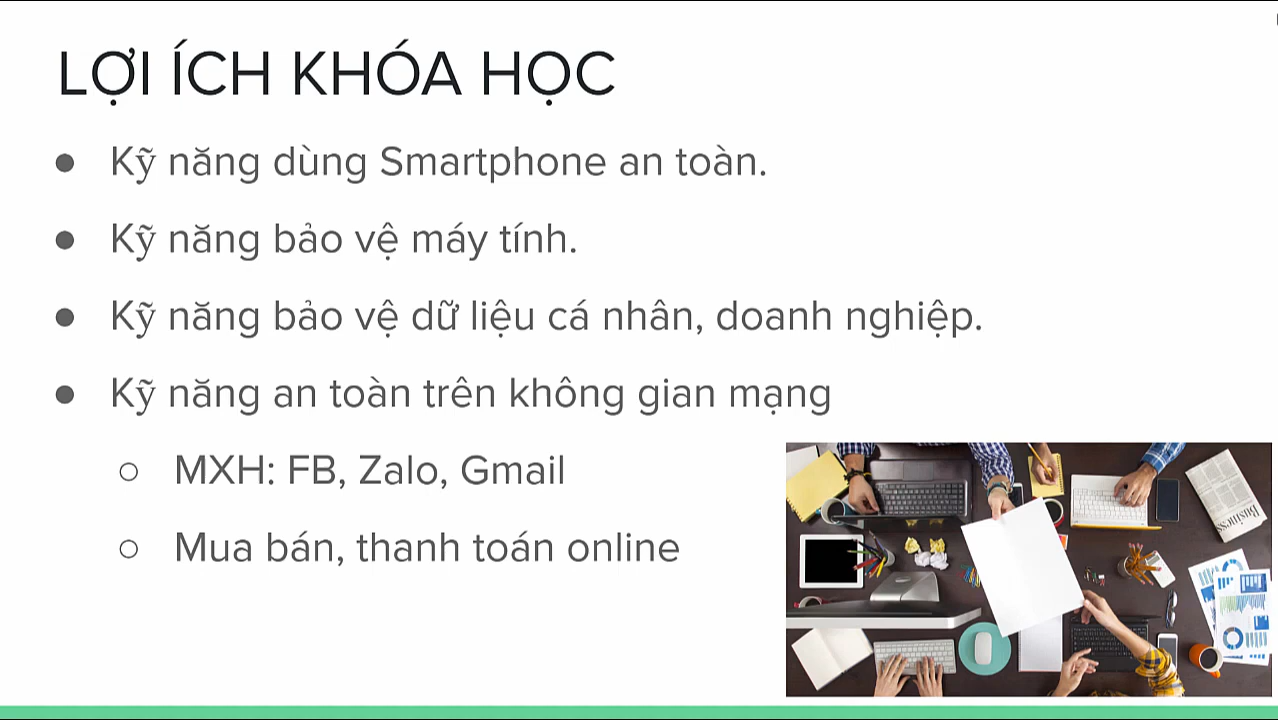 LỢI ÍCH KHÓA HỌC
● Kỹ năng dùng Smartphone an toàn.
● Kỹ năng bảo vệ máy tính.
● Kỹ năng bảo vệ dữ liệu cá nhân, doanh nghiệp.
● Kỹ năng an toàn trên không gian mạng
○ MXH: FB, Zalo, Gmail
○ Mua bán, thanh toán online
Business